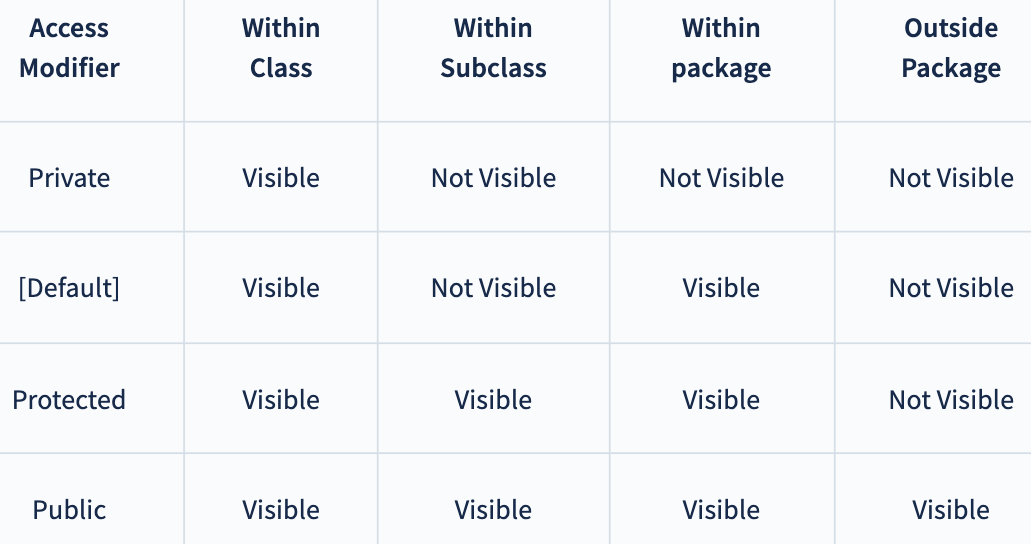 Access Modifier Within Class Within Subclass Within package Outside Package
Private Visible Not Visible Not Visible Not Visible
[Default] Visible Not Visible Visible Not Visible
Protected Visible Visible Visible Not Visible
Public Visible Visible Visible Visible